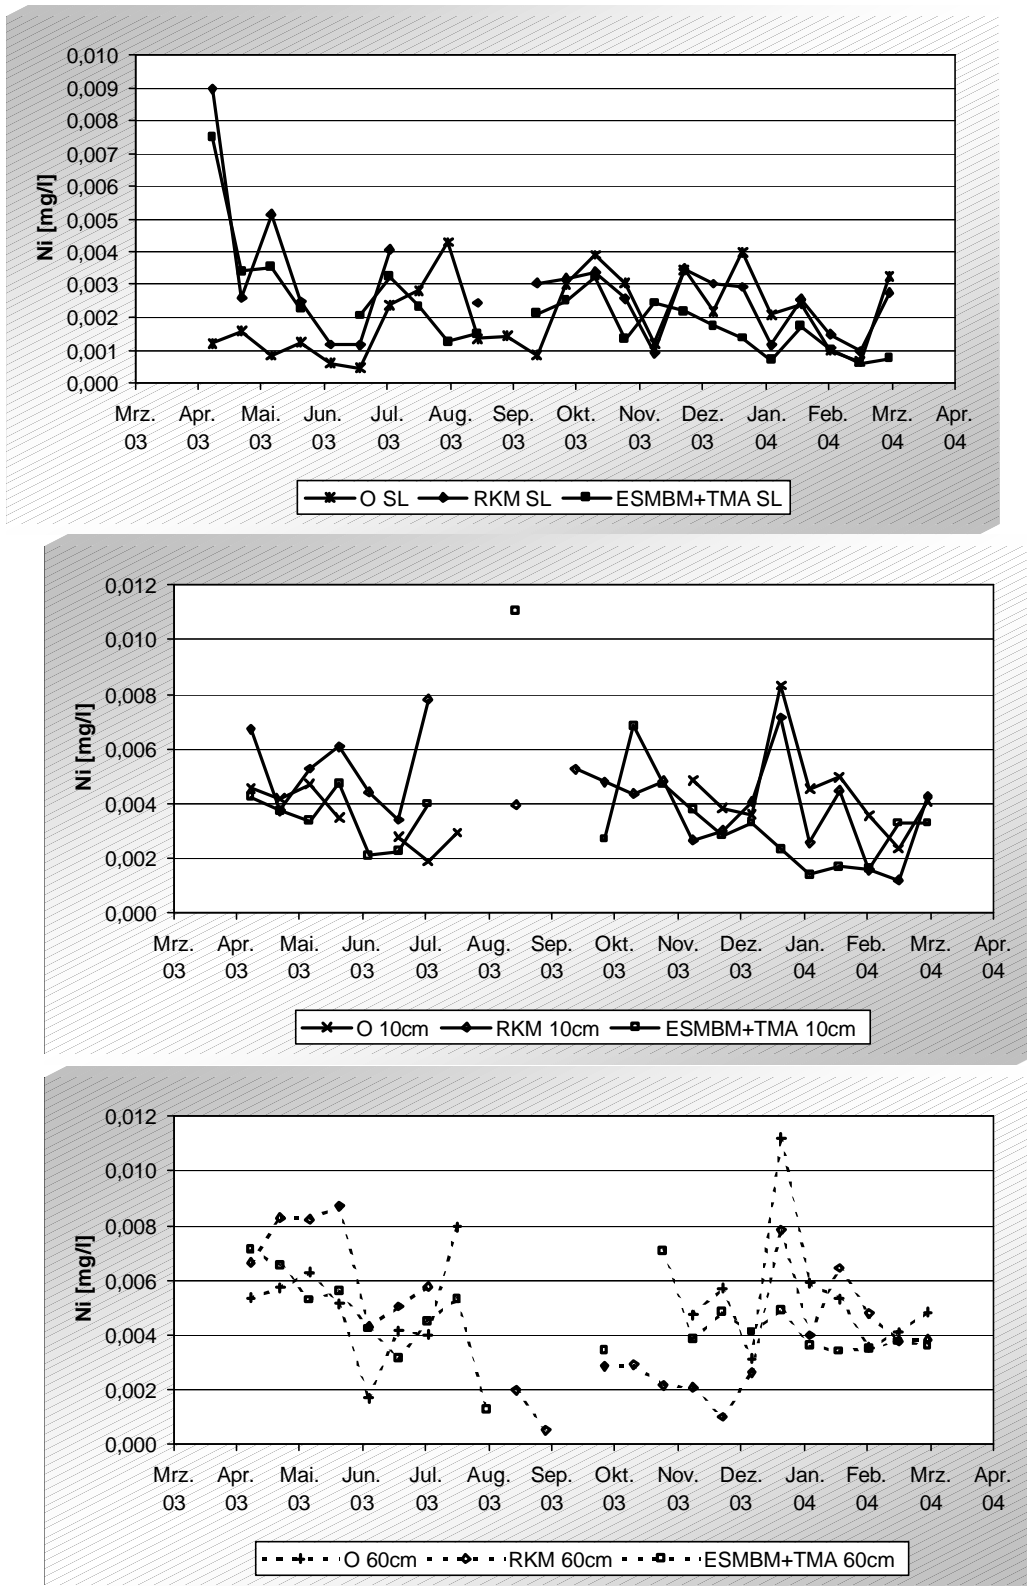 0,010
0,009
0,008
0,007
0,006
0,005
0,004
0,003
0,002
0,001
0,000
Ni [mg/l]
Mrz. Apr. Mai. Jun. Jul. Aug. Sep. Okt. Nov. Dez. Jan. Feb. Mrz. Apr.
03 03 03 03 03 03 03 03 03 03 04 04 04 04
O SL RKM SL ESMBM+TMA SL
0,012
0,010
0,008
0,006
0,004
0,002
0,000
Ni [mg/l]
Mrz. Apr. Mai. Jun. Jul. Aug. Sep. Okt. Nov. Dez. Jan. Feb. Mrz. Apr.
03 03 03 03 03 03 03 03 03 03 04 04 04 04
O 10cm RKM 10cm ESMBM+TMA 10cm
0,012
0,010
0,008
0,006
0,004
0,002
0,000
Ni [mg/l]
Mrz. Apr. Mai. Jun. Jul. Aug. Sep. Okt. Nov. Dez. Jan. Feb. Mrz. Apr.
03 03 03 03 03 03 03 03 03 03 04 04 04 04
O 60cm RKM 60cm ESMBM+TMA 60cm